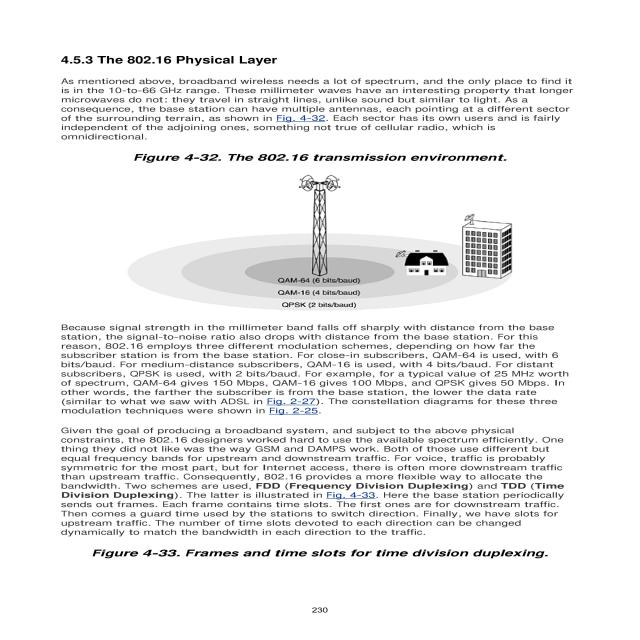 4.5.3 The 802.16 Physical Layer
As mentioned above, broadband wireless needs a lot of spectrum, and the only place to find it
is in the 10-to-66 GHz range. These millimeter waves have an interesting property that longer
microwaves do not: they travel in straight lines, unlike sound but similar to light. As a
consequence, the base station can have multiple antennas, each pointing at a different sector
of the surrounding terrain, as shown in Fig. 4-32. Each sector has its own users and is fairly
independent of the adjoining ones, something not true of cellular radio, which is
omnidirectional.
Figure 4-32. The 802.16 transmission environment.
QAM-64 (6 bits/baud)
QAM-16 (4 bits/baud)
QPSK (2 bits/baud)
Because signal strength in the millimeter band falls off sharply with distance from the base
station, the signal-to-noise ratio also drops with distance from the base station. For this
reason, 802.16 employs three different modulation schemes, depending on how far the
subscriber station is from the base station. For close-in subscribers, QAM-64 is used, with 6
bits/baud. For medium-distance subscribers, QAM-16 is used, with 4 bits/baud. For distant
subscribers, QPSK is used, with 2 bits/baud. For example, for a typical value of 25 MHz worth
of spectrum, QAM-64 gives 150 Mbps, QAM-16 gives 100 Mbps, and QPSK gives 50 Mbps. In
other words, the farther the subscriber is from the base station, the lower the data rate
(similar to what we saw with ADSL in Fig. 2-27). The constellation diagrams for these three
modulation techniques were shown in Fig. 2-25.
Given the goal of producing a broadband system, and subject to the above physical
constraints, the 802.16 designers worked hard to use the available spectrum efficiently. One
thing they did not like was the way GSM and DAMPS work. Both of those use different but
equal frequency bands for upstream and downstream traffic. For voice, traffic is probably
symmetric for the most part, but for Internet access, there is often more downstream traffic
than upstream traffic. Consequently, 802.16 provides a more flexible way to allocate the
bandwidth. Two schemes are used, FDD (Frequency Division Duplexing) and TDD (Time
Division Duplexing). The latter is illustrated in Fig. 4-33. Here the base station periodically
sends out frames. Each frame contains time slots. The first ones are for downstream traffic.
Then comes a guard time used by the stations to switch direction. Finally, we have slots for
upstream traffic. The number of time slots devoted to each direction can be changed
dynamically to match the bandwidth in each direction to the traffic.
Figure 4-33. Frames and time slots for time division duplexing.
230